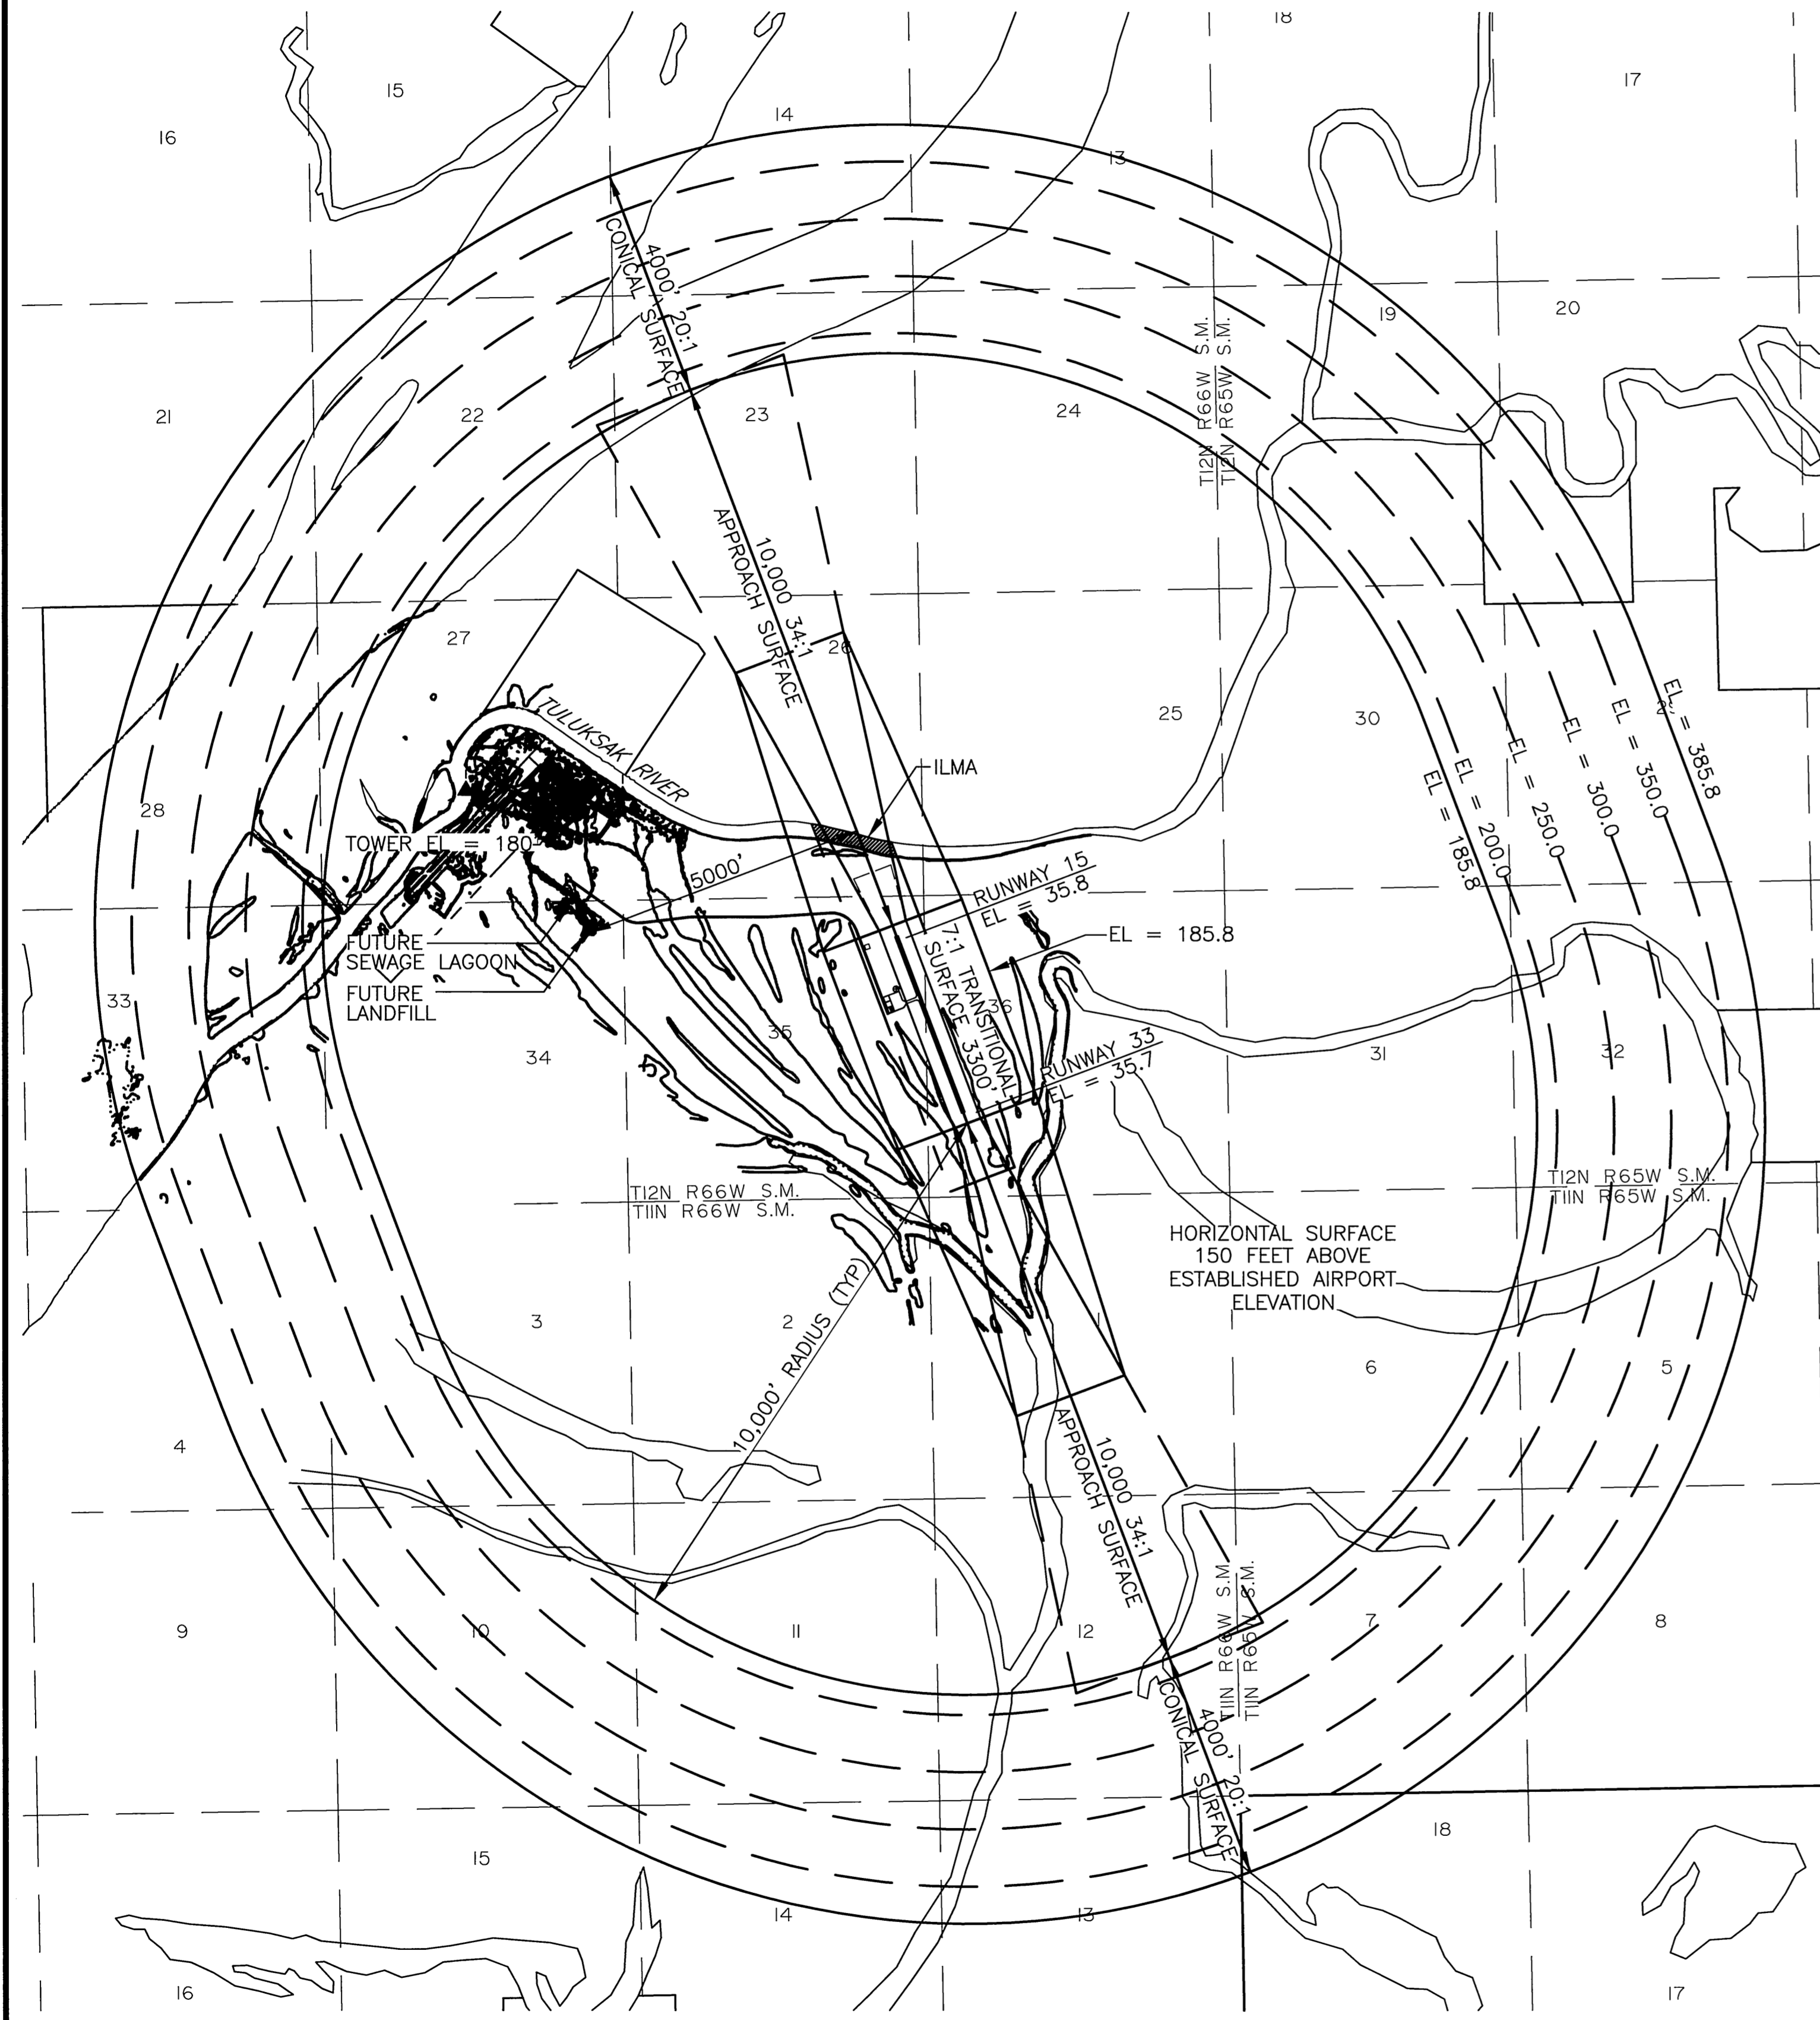 18
17
15
14
16
13
CONICAL SURFACE
4000' 20:1
19
20
T12N R66W S.M.
T12N R65W S.M.
21
22
23
24
APPROACH SURFACE
10,000 34:1
27
26
25
30
EL = 185.8
EL = 200.0
EL = 250.0
EL = 300.0
EL = 350.0
EL = 385.8
TULUKSAK RIVER
ILMA
28
TOWER EL = 180'
5000'
RUNWAY 15
EL = 35.8
EL = 185.8
FUTURE
SEWAGE LAGOON
FUTURE
LANDFILL
7:1 TRANSITIONAL
SURFACE 3300'
33
34
35
36
RUNWAY 33
EL = 35.7
31
32
T12N R66W S.M.
T11N R66W S.M.
T12N R65W S.M.
T11N R65W S.M.
HORIZONTAL SURFACE
150 FEET ABOVE
ESTABLISHED AIRPORT
ELEVATION
10,000' RADIUS (TYP)
3
2
1
6
5
4
APPROACH SURFACE
10,000 34:1
T11N R66W S.M.
T11N R65W S.M.
9
10
11
12
7
8
CONICAL SURFACE
4000' 20:1
15
18
14
13
16
17